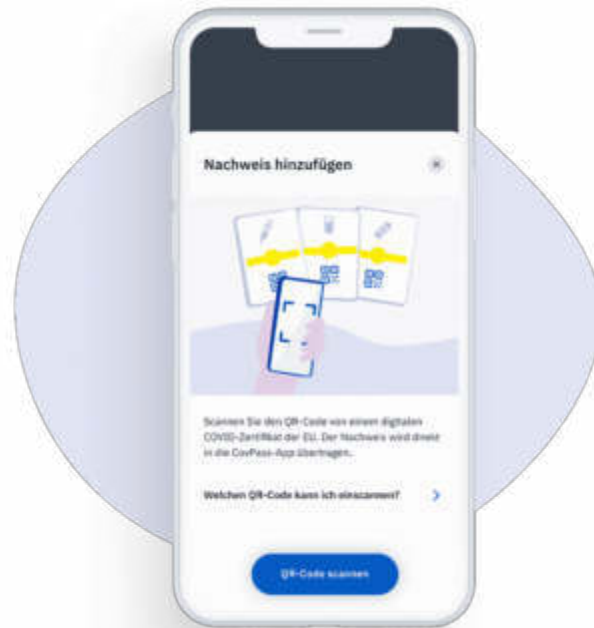 Nachweis hinzufügen
Scannen Sie den QR-Code von einem digitalen
COVID-Zertifikat der EU. Der Nachweis wird direkt
in die CovPass-App übertragen.
Welchen QR-Code kann ich einscannen?
QR-Code scannen